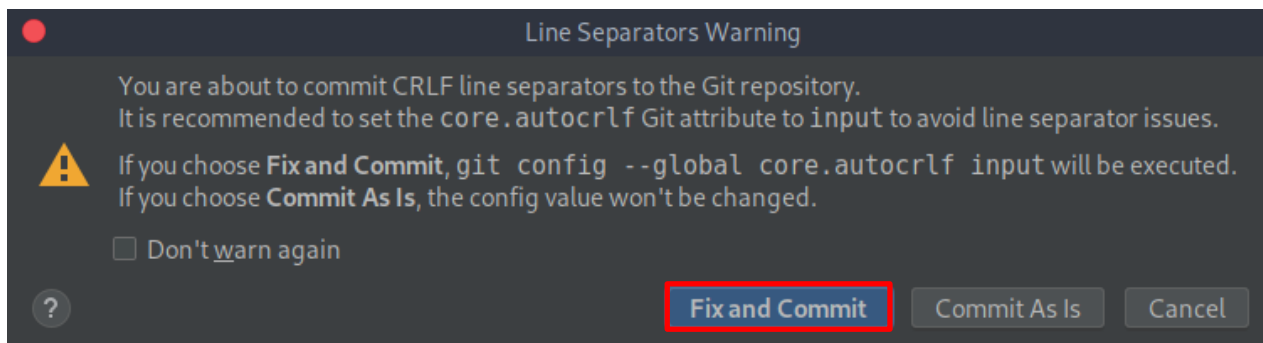 Line Separators Warning
You are about to commit CRLF line separators to the Git repository.
It is recommended to set the core.autocrlf Git attribute to input to avoid line separator issues.
If you choose Fix and Commit, git config --global core.autocrlf input will be executed.
If you choose Commit As Is, the config value won't be changed.
Don't warn again
?
Fix and Commit
Commit As Is
Cancel